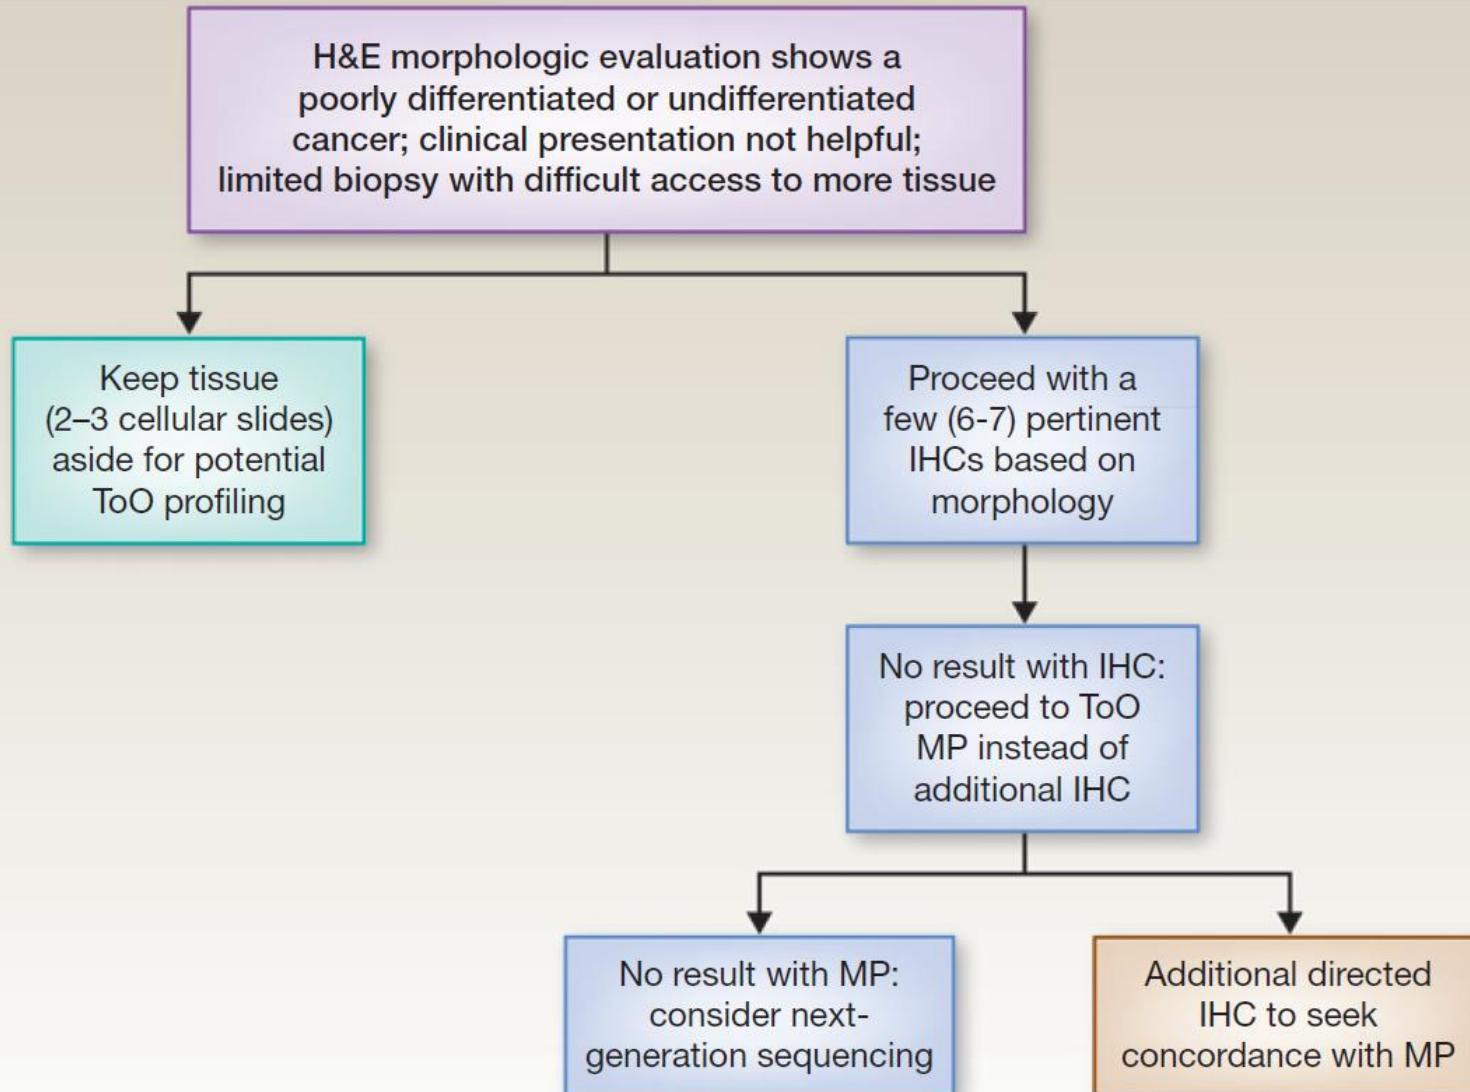 H&E morphologic evaluation shows a
poorly differentiated or undifferentiated
cancer; clinical presentation not helpful;
limited biopsy with difficult access to more tissue
Keep tissue
(2–3 cellular slides)
aside for potential
ToO profiling
Proceed with a
few (6-7) pertinent
IHCs based on
morphology
No result with IHC:
proceed to ToO
MP instead of
additional IHC
No result with MP:
consider next-
generation sequencing
Additional directed
IHC to seek
concordance with MP